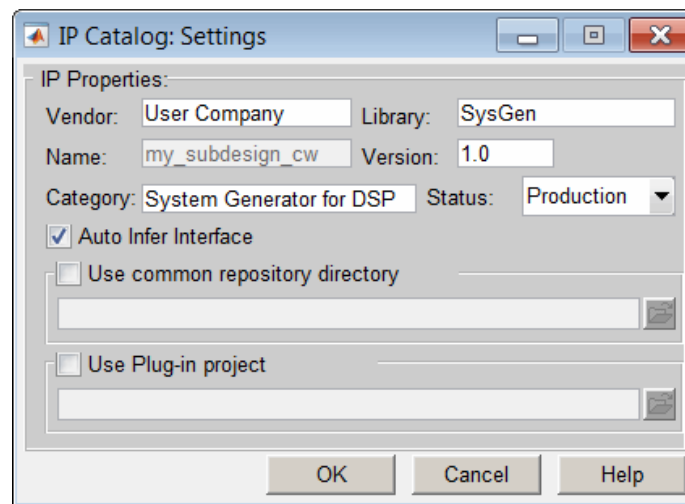 IP Catalog: Settings
IP Properties:
Vendor: User Company Library: SysGen
Name: my_subdesign_cw Version: 1.0
Category: System Generator for DSP Status: Production
Auto Infer Interface
Use common repository directory
Use Plug-in project
OK Cancel Help